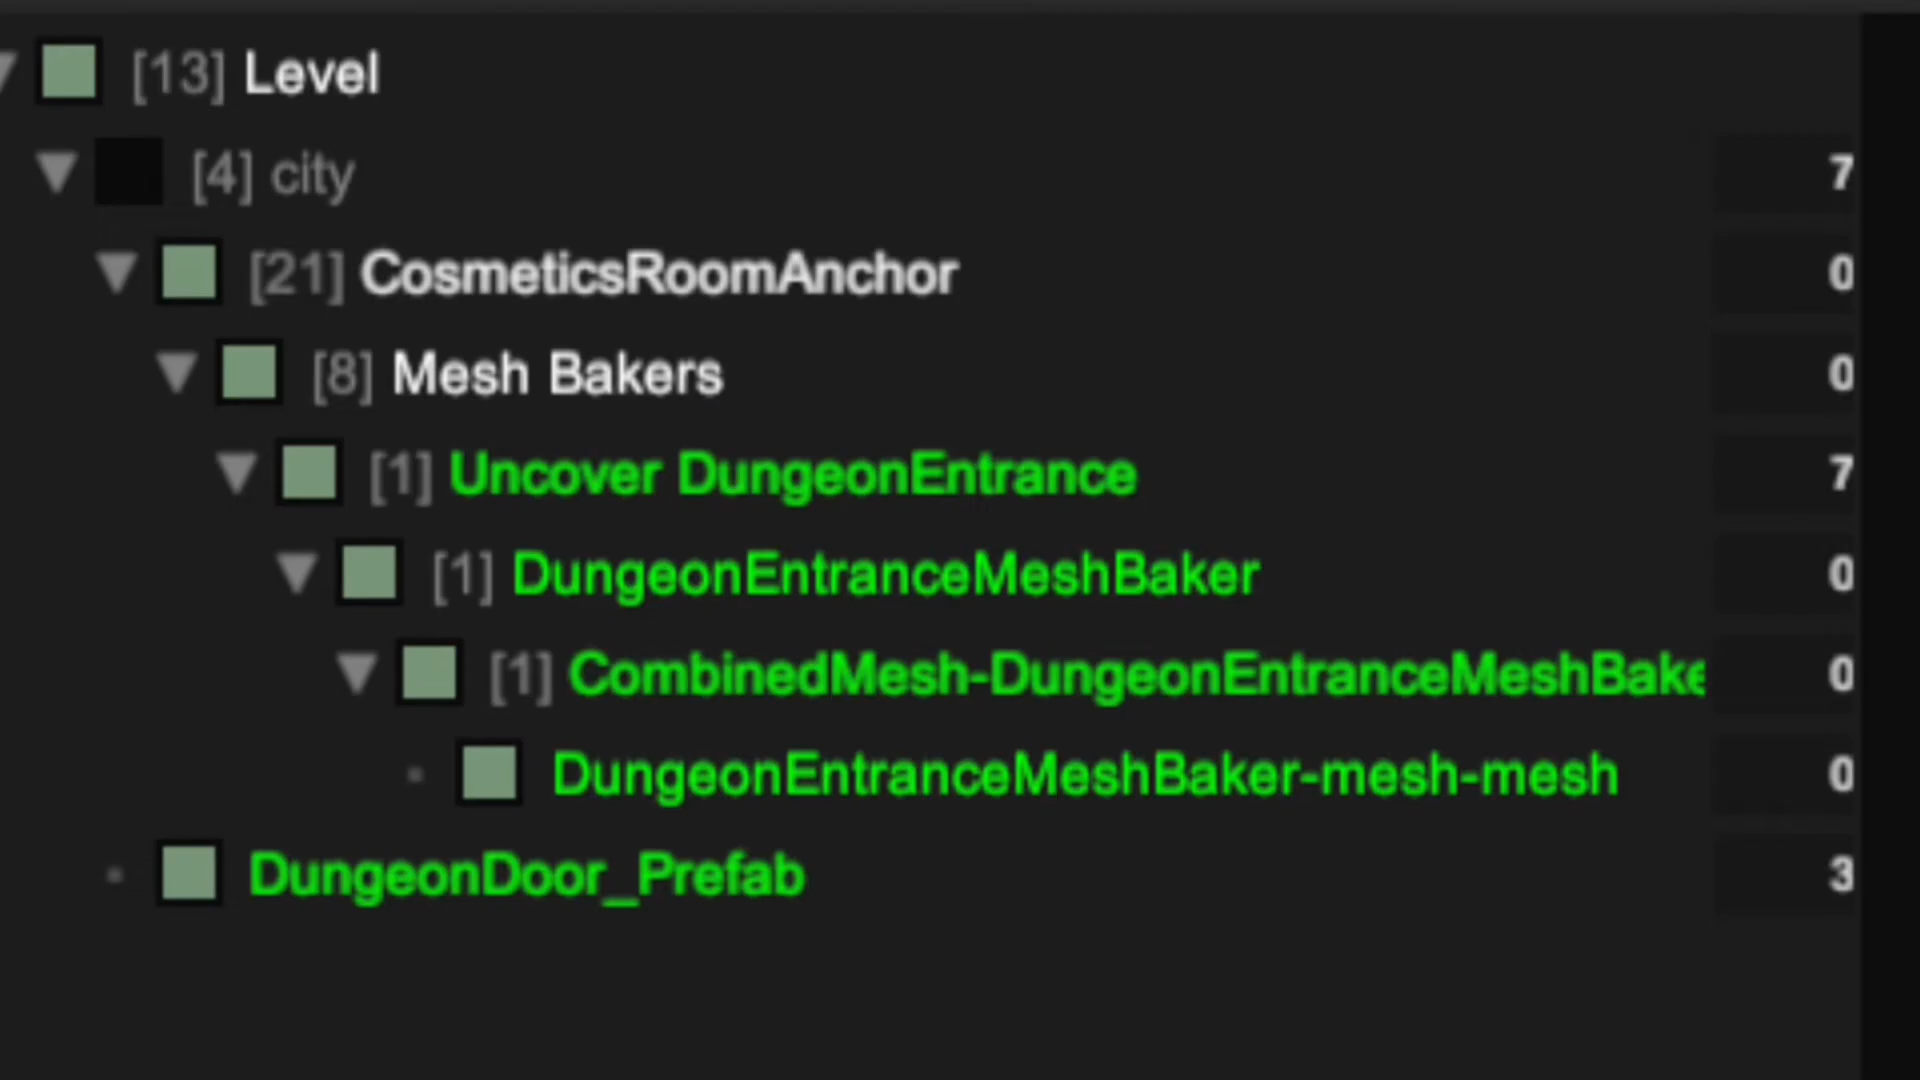 [13] Level
[4] city 7
[21] CosmeticsRoomAnchor 0
[8] Mesh Bakers 0
[1] Uncover DungeonEntrance 7
[1] DungeonEntranceMeshBaker 0
[1] CombinedMesh-DungeonEntranceMeshBake 0
DungeonEntranceMeshBaker-mesh-mesh 0
DungeonDoor_Prefab 3